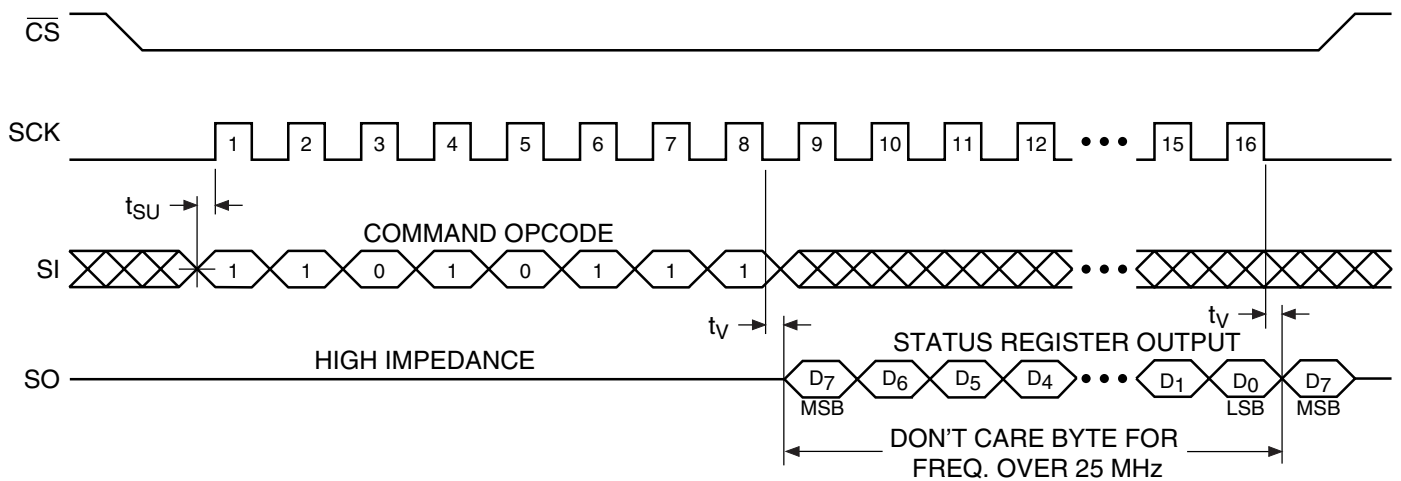 CS
SCK 1 2 3 4 5 6 7 8 9 10 11 12 ••• 15 16
tSU
COMMAND OPCODE
SI 1 1 0 1 0 1 1 1 •••
tV tV
HIGH IMPEDANCE STATUS REGISTER OUTPUT
SO D7 D6 D5 D4 ••• D1 D0 D7
MSB LSB MSB
DON'T CARE BYTE FOR
FREQ. OVER 25 MHz